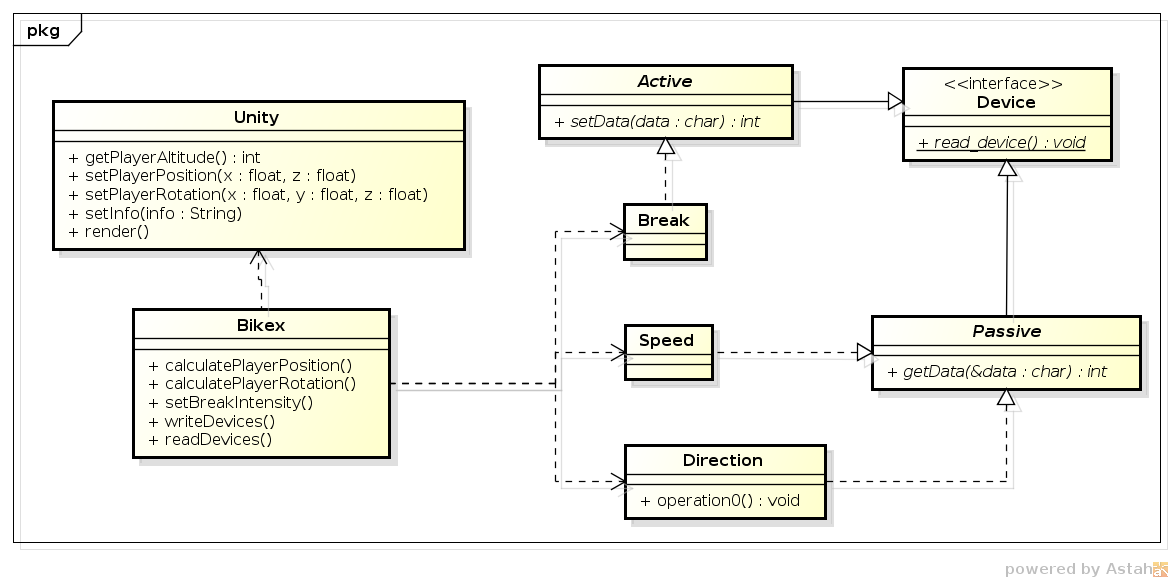 pkg
Unity
+ getPlayerAltitude() : int
+ setPlayerPosition(x : float, z : float)
+ setPlayerRotation(x : float, y : float, z : float)
+ setInfo(info : String)
+ render()
Active
+ setData(data : char) : int
<<interface>>
Device
+ read_device() : void
Break
Bikex
+ calculatePlayerPosition()
+ calculatePlayerRotation()
+ setBreakIntensity()
+ writeDevices()
+ readDevices()
Speed
Passive
+ getData(&data : char) : int
Direction
+ operation0() : void
powered by Astah